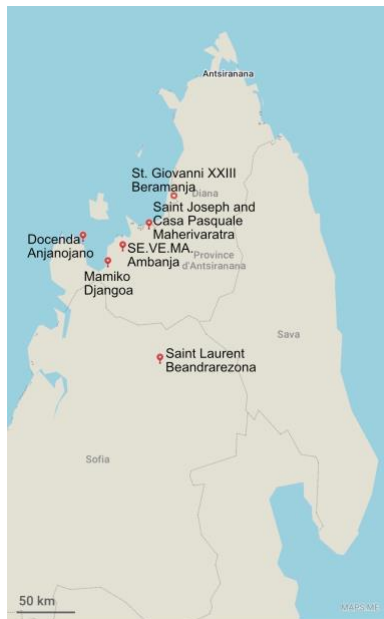 Antsiranana
St. Giovanni XXIII
Beramanja
Diana
Saint Joseph and
Casa Pasquale
Maherivaratra
Docenda
Anjanojano
SE.VE.MA.
Ambanja
Province
d'Antsiranana
Mamiko
Djangoa
Sava
Saint Laurent
Beandrarezona
Sofia
50 km
MAPS.ME